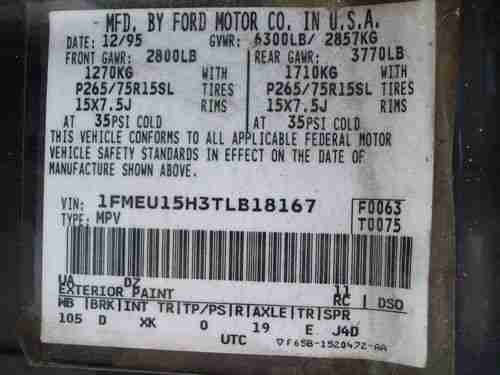 MFD. BY FORD MOTOR CO. IN U.S.A.
DATE: 12/95 GVWR: 6300LB/ 2857KG
FRONT GAWR: 2800LB REAR GAWR: 3770LB
1270KG WITH 1710KG WITH
P265/75R15SL TIRES P265/75R15SL TIRES
15X7.5J RIMS 15X7.5J RIMS
AT 35PSI COLD AT 35PSI COLD
THIS VEHICLE CONFORMS TO ALL APPLICABLE FEDERAL MOTOR
VEHICLE SAFETY STANDARDS IN EFFECT ON THE DATE OF
MANUFACTURE SHOWN ABOVE.
VIN: 1FMEU15H3TLB18167 F0063
TYPE: MPV T0075
UA DZ 11
EXTERIOR PAINT RC DSO
WB BRK INT TR TP/PS R AXLE TR SPR
105 D XK 0 19 E J4D
UTC ▽F65B-1520472-AA